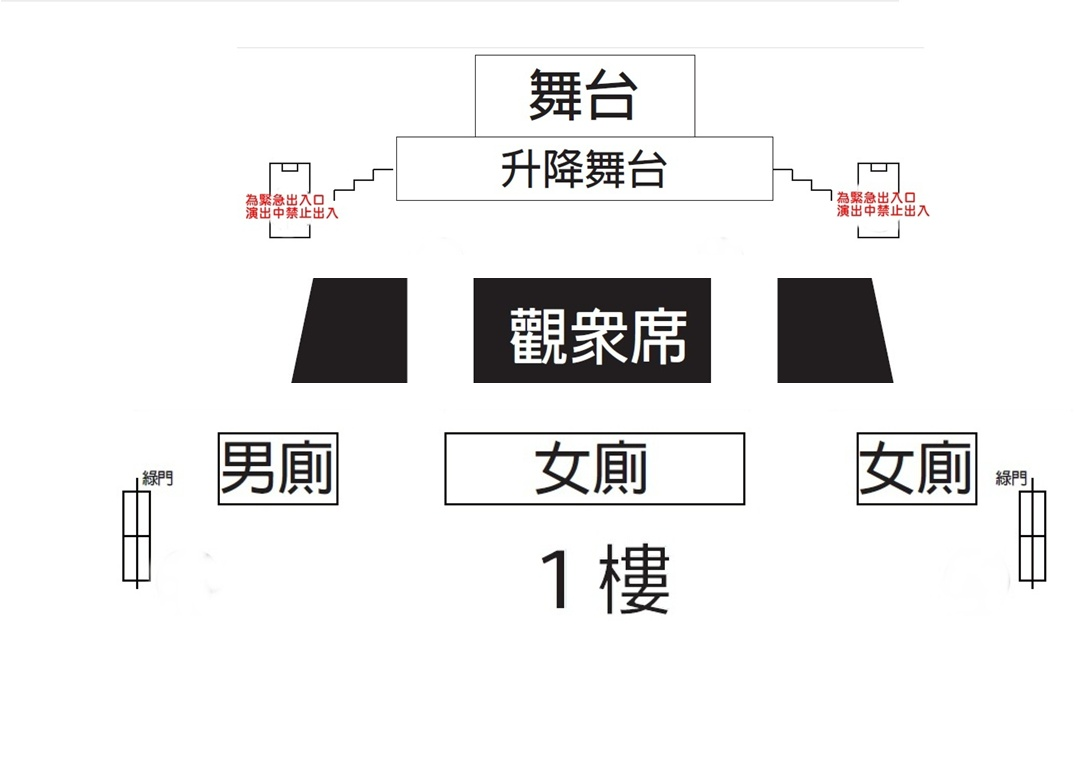 舞台
升降舞台
為緊急出入口
演出中禁止出入
為緊急出入口
演出中禁止出入
觀眾席
男廁
女廁
女廁
綠門
綠門
1 樓